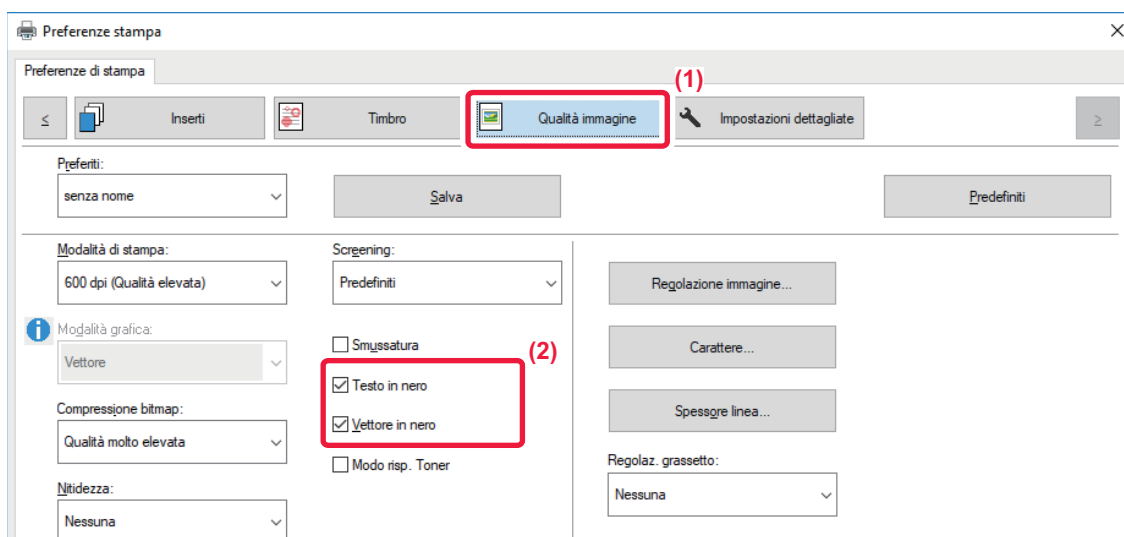 Preferenze stampa
Preferenze di stampa
(1)
< Inserti Timbro Qualità immagine Impostazioni dettagliate >
Preferiti:
senza nome Salva Predefiniti
Modalità di stampa: Screening:
600 dpi (Qualità elevata) Predefiniti Regolazione immagine...
Modalità grafica:
Vettore Smussatura (2) Carattere...
Testo in nero
Compressione bitmap: Vettore in nero Spessore linea...
Qualità molto elevata
Modo risp. Toner Regolaz. grassetto:
Nitidezza: Nessuna
Nessuna